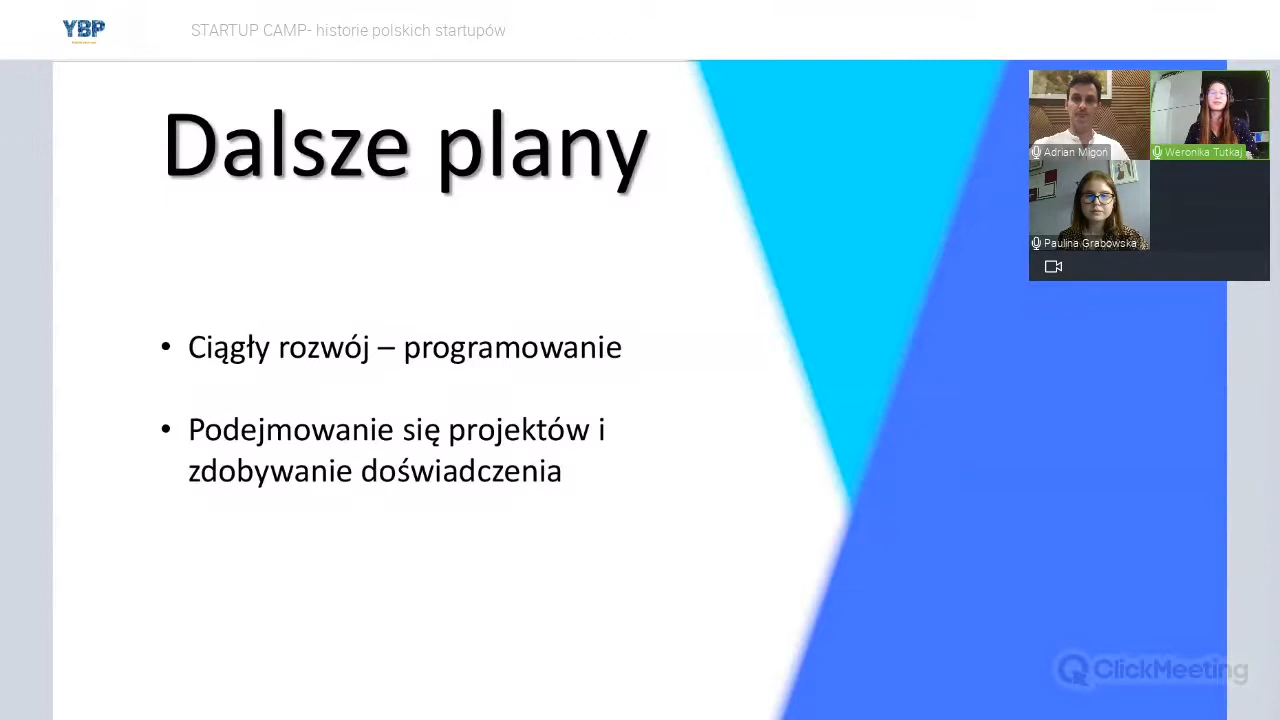 YBP
STARTUP CAMP- historie polskich startupów
Dalsze plany
Adrian Migoń
Weronika Tutkaj
Paulina Grabowska
• Ciągły rozwój – programowanie
• Podejmowanie się projektów i
zdobywanie doświadczenia
ClickMeeting